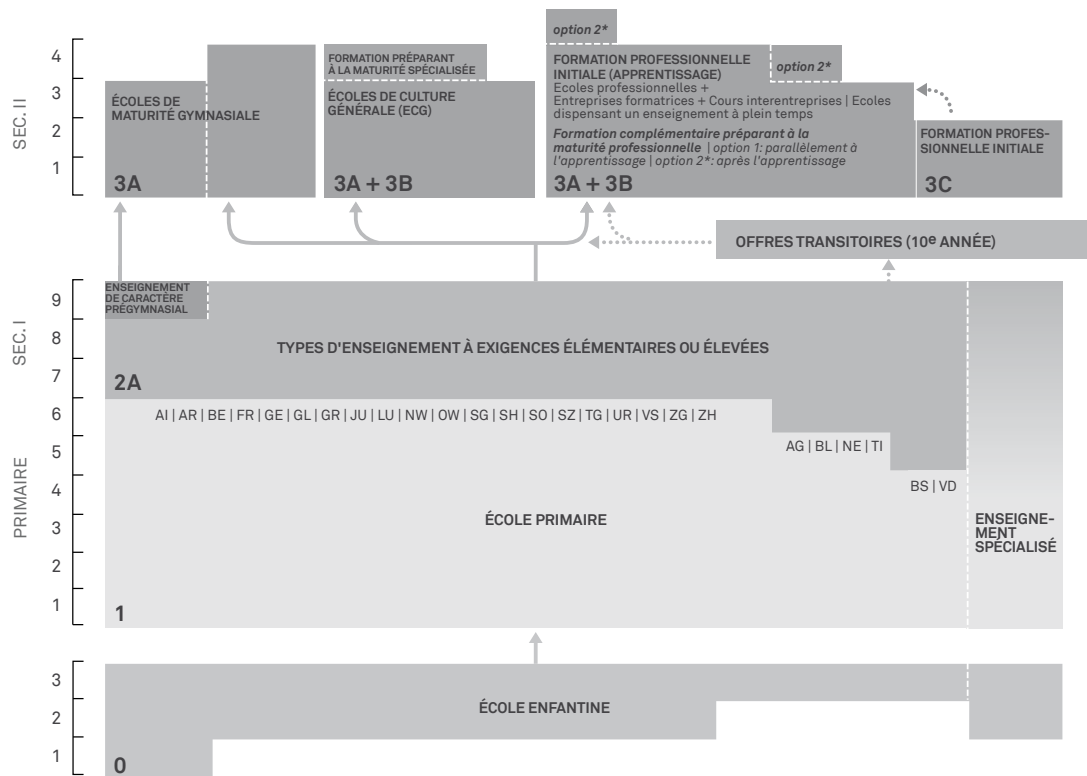 option 2*
SEC. II
4
3
2
1
ÉCOLES DE
MATURITÉ GYMNASIALE
3A
FORMATION PRÉPARANT
À LA MATURITÉ SPÉCIALISÉE
ÉCOLES DE CULTURE
GÉNÉRALE (ECG)
3A + 3B
FORMATION PROFESSIONNELLE
INITIALE (APPRENTISSAGE)
Ecoles professionnelles +
Entreprises formatrices + Cours interentreprises | Ecoles
dispensant un enseignement à plein temps
Formation complémentaire préparant à la
maturité professionnelle | option 1: parallèlement à
l'apprentissage | option 2*: après l'apprentissage
3A + 3B
option 2*
FORMATION PROFES-
SIONNELLE INITIALE
3C
OFFRES TRANSITOIRES (10e ANNÉE)
SEC. I
9
8
7
ENSEIGNEMENT
DE CARACTÈRE
PRÉGYMNASIAL
TYPES D'ENSEIGNEMENT À EXIGENCES ÉLÉMENTAIRES OU ÉLEVÉES
2A
PRIMAIRE
6
5
4
3
2
1
AI | AR | BE | FR | GE | GL | GR | JU | LU | NW | OW | SG | SH | SO | SZ | TG | UR | VS | ZG | ZH
AG | BL | NE | TI
BS | VD
ÉCOLE PRIMAIRE
ENSEIGNE-
MENT
SPÉCIALISÉ
1
3
2
1
ÉCOLE ENFANTINE
0